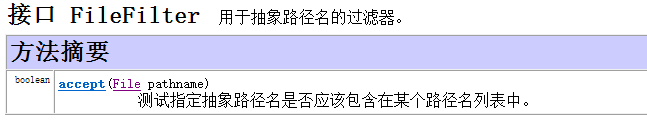 接口 FileFilter 用于抽象路径名的过滤器。
方法摘要
boolean accept(File pathname)
测试指定抽象路径名是否应该包含在某个路径名列表中。